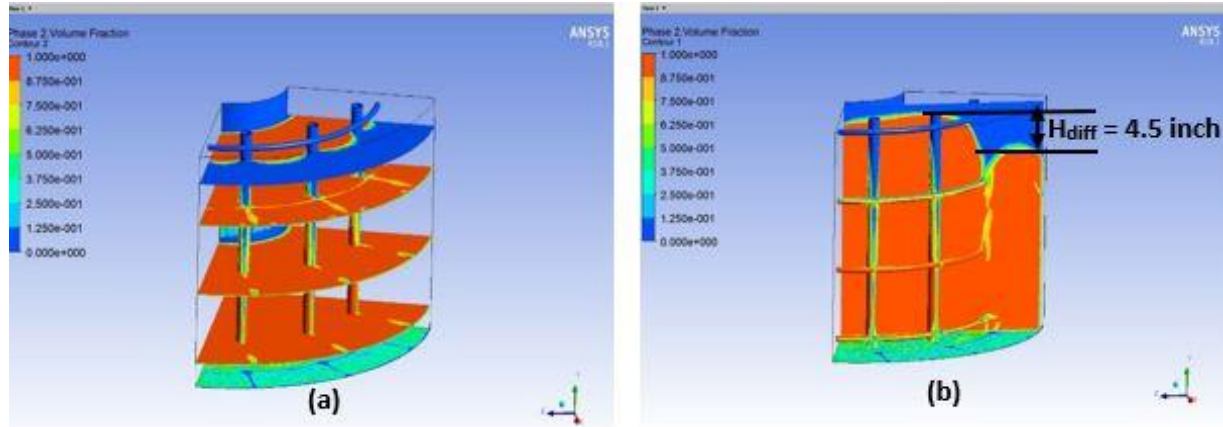 View 1
Phase 2.Volume Fraction
Contour 2
1.000e+000
8.750e-001
7.500e-001
6.250e-001
5.000e-001
3.750e-001
2.500e-001
1.250e-001
0.000e+000
ANSYS
(a)
Phase 2.Volume Fraction
Contour 1
1.000e+000
8.750e-001
7.500e-001
6.250e-001
5.000e-001
3.750e-001
2.500e-001
1.250e-001
0.000e+000
ANSYS
Hdiff = 4.5 inch
(b)